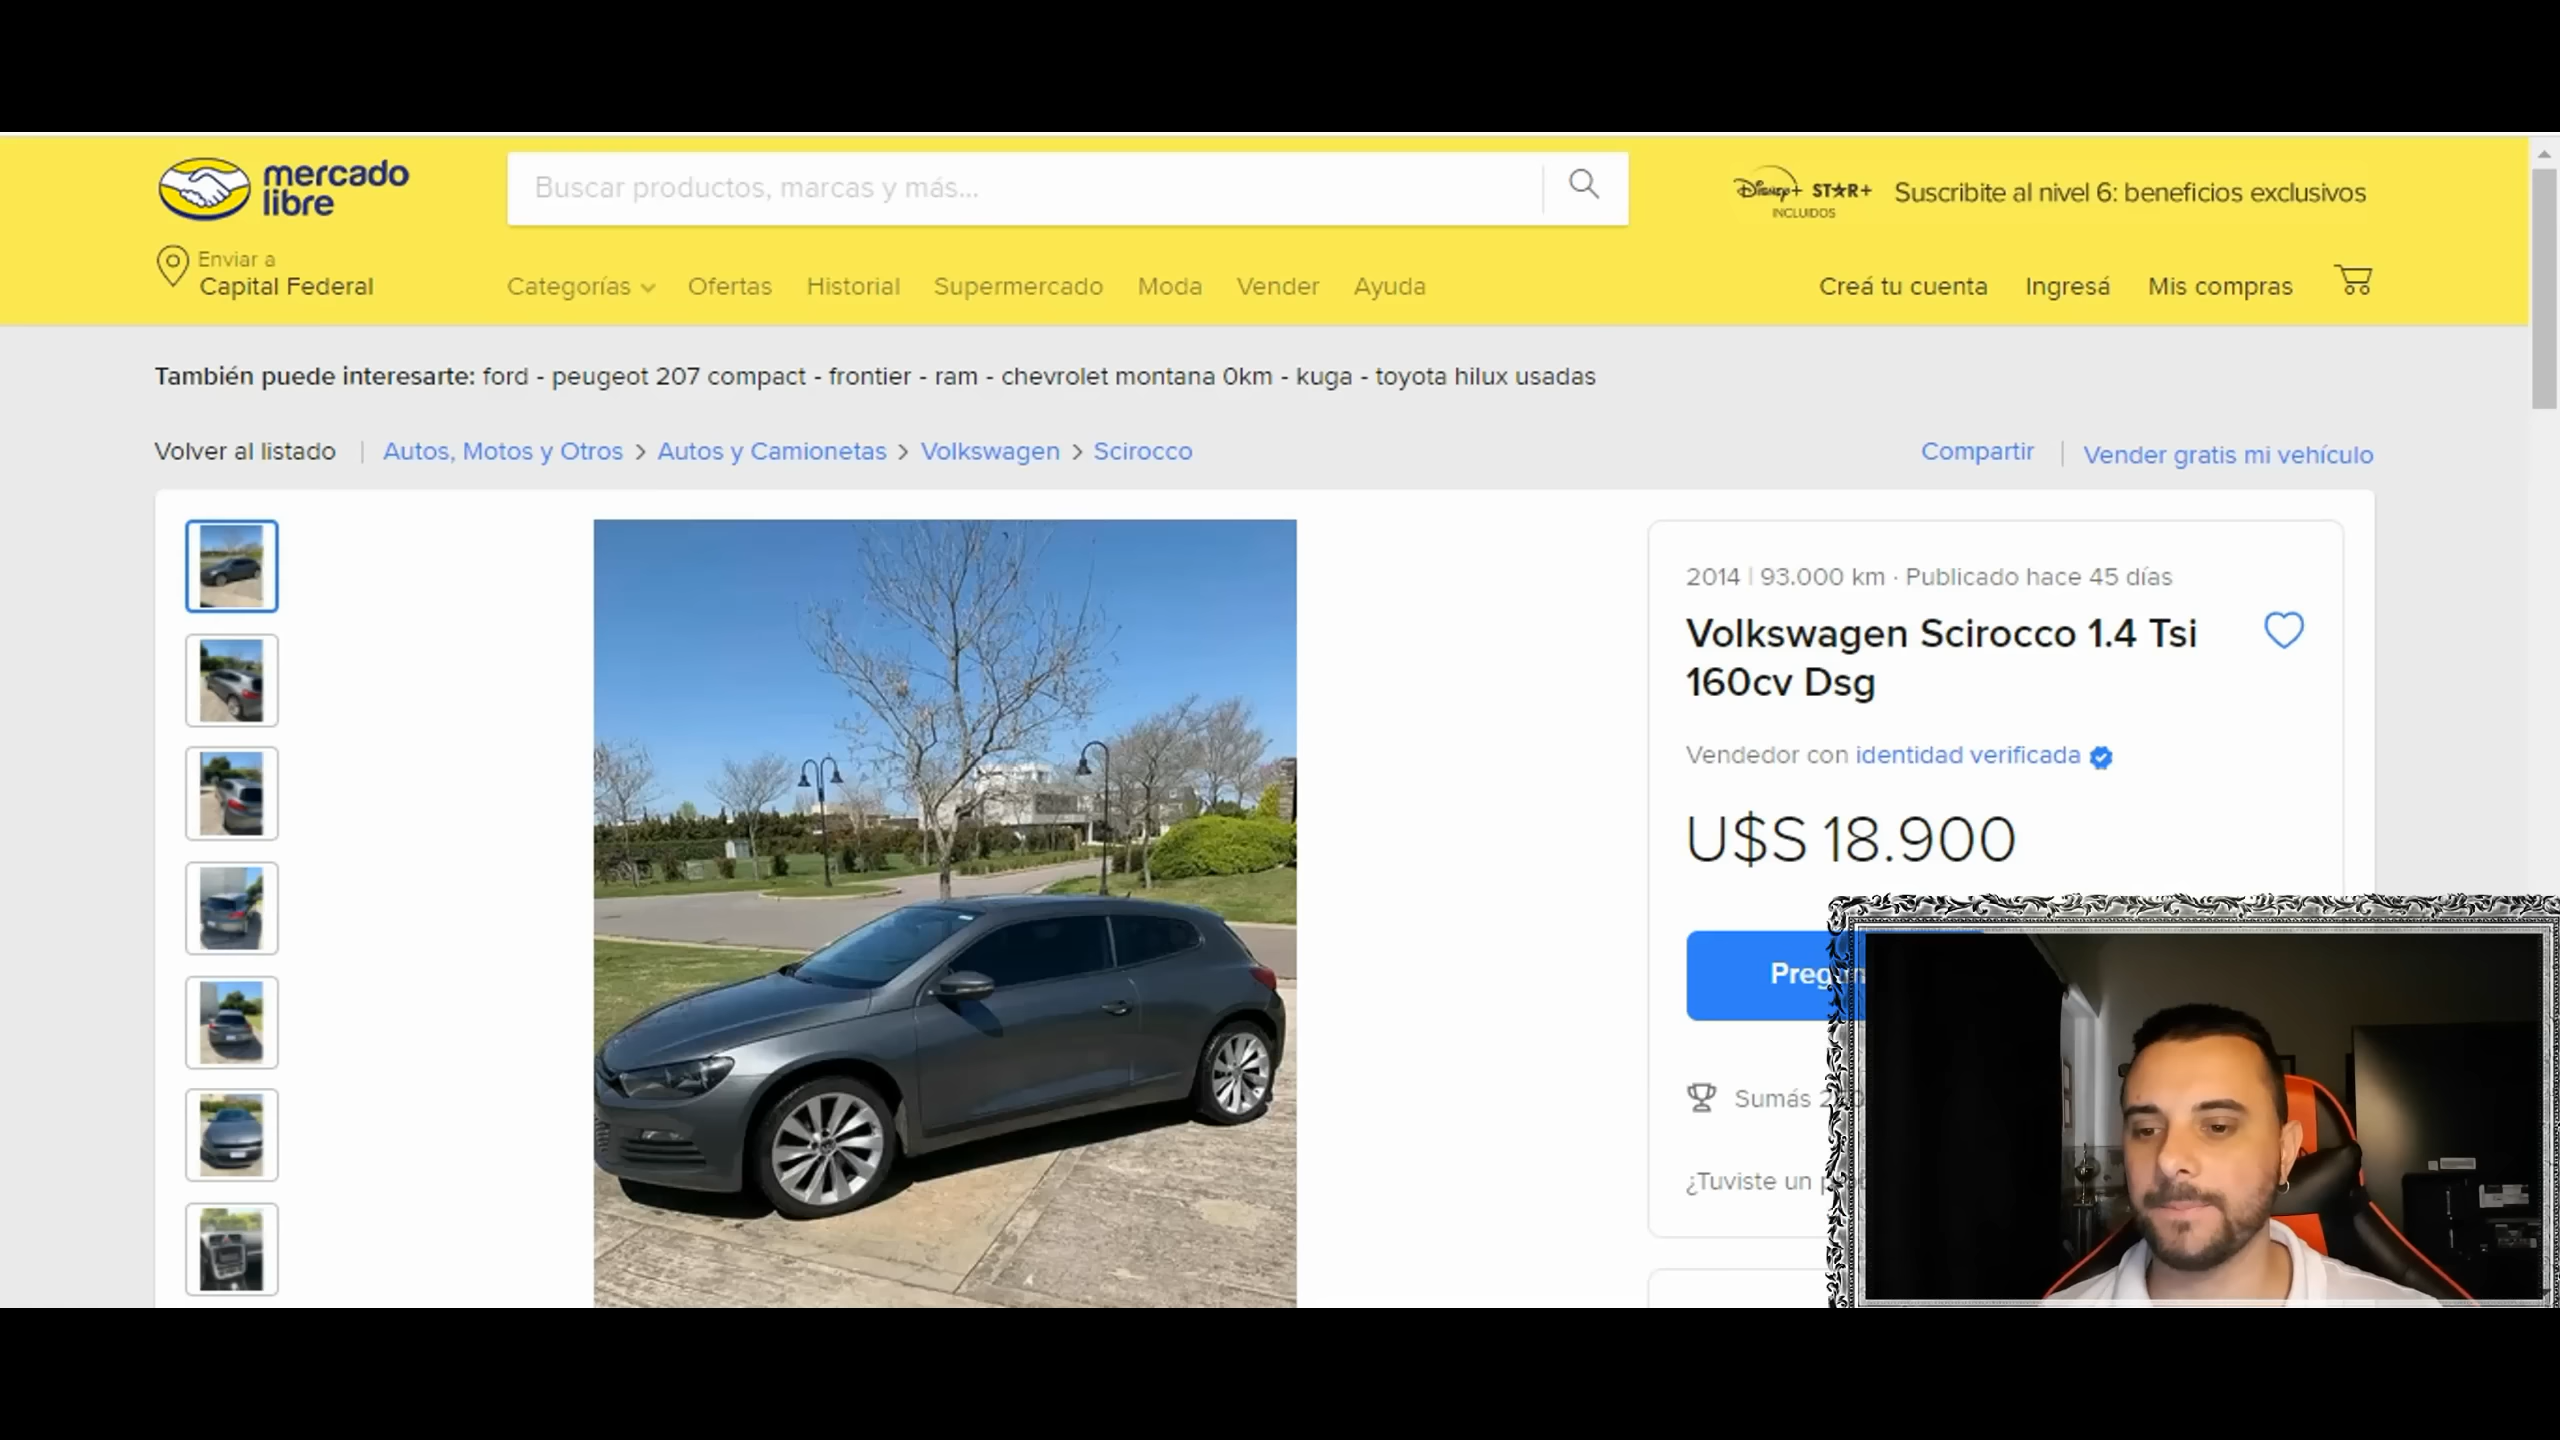 mercado
libre
Buscar productos, marcas y más...
Disney+ STAR+
INCLUIDOS
Suscribite al nivel 6: beneficios exclusivos
Enviar a
Capital Federal
Categorías Ofertas Historial Supermercado Moda Vender Ayuda
Creá tu cuenta Ingresá Mis compras
También puede interesarte: ford - peugeot 207 compact - frontier - ram - chevrolet montana 0km - kuga - toyota hilux usadas
Volver al listado | Autos, Motos y Otros > Autos y Camionetas > Volkswagen > Scirocco
Compartir | Vender gratis mi vehículo
2014 | 93.000 km · Publicado hace 45 días
Volkswagen Scirocco 1.4 Tsi
160cv Dsg
Vendedor con identidad verificada
U$S 18.900
Sumás
¿Tuviste un